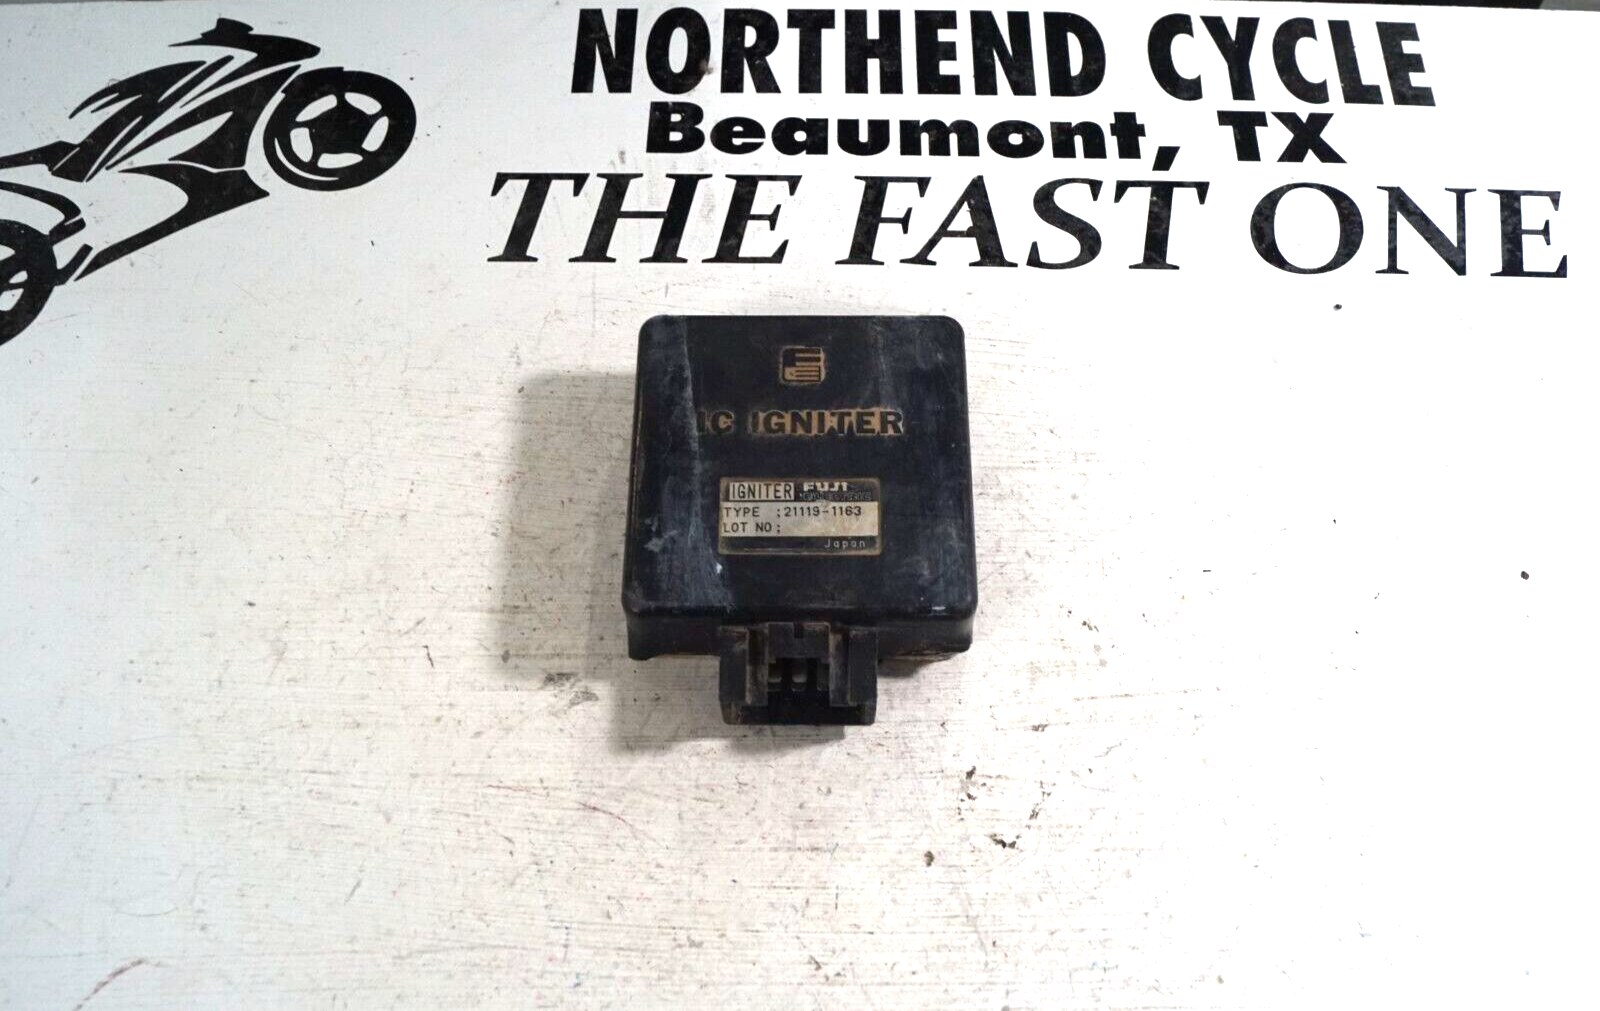 NORTHEND CYCLE
Beaumont, TX
THE FAST ONE
IC IGNITER
IGNITER FUJI
TYPE ; 21119-1163
LOT NO ;
Japan